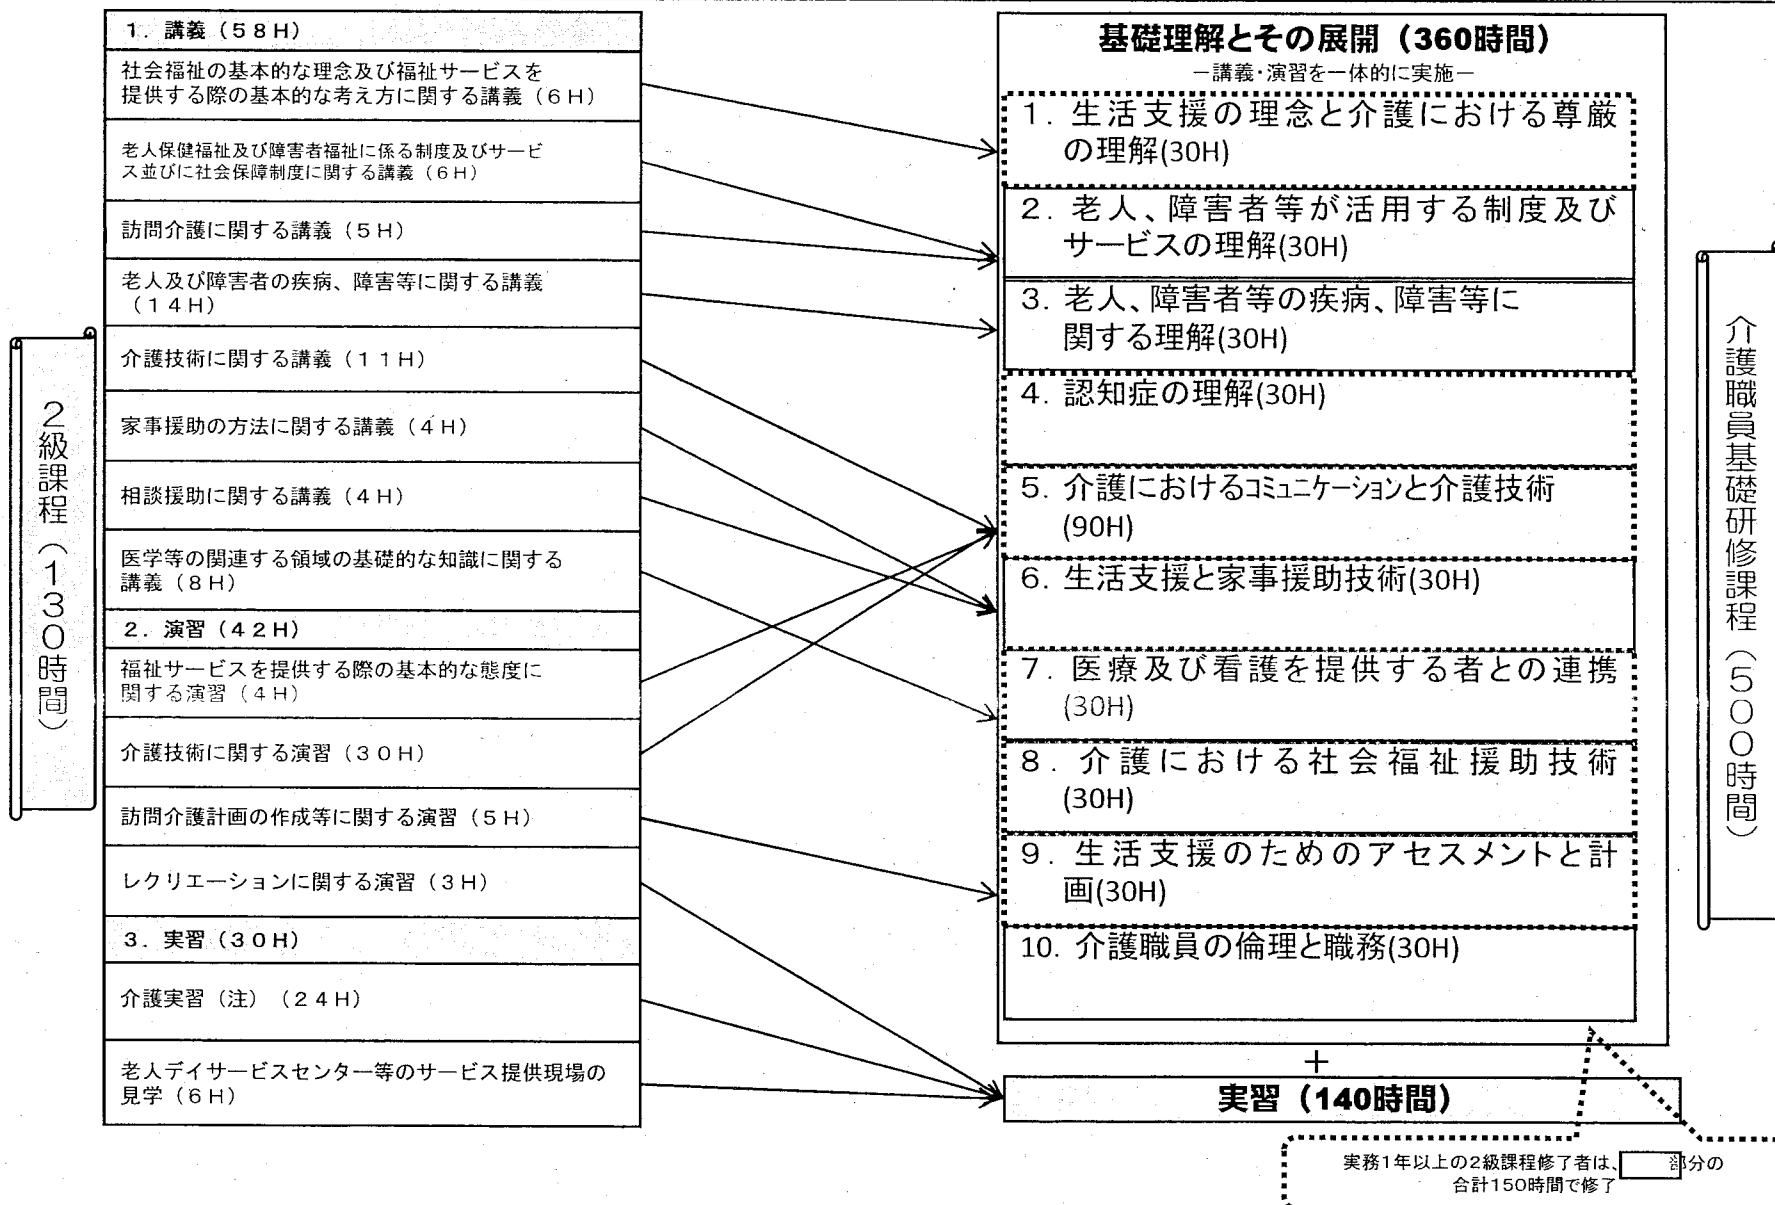 2級課程（130時間）
1．講義（58H）
社会福祉の基本的な理念及び福祉サービスを
提供する際の基本的な考え方に関する講義（6H）
老人保健福祉及び障害者福祉に係る制度及びサービ
ス並びに社会保障制度に関する講義（6H）
訪問介護に関する講義（5H）
老人及び障害者の疾病、障害等に関する講義
（14H）
介護技術に関する講義（11H）
家事援助の方法に関する講義（4H）
相談援助に関する講義（4H）
医学等の関連する領域の基礎的な知識に関する
講義（8H）
2．演習（42H）
福祉サービスを提供する際の基本的な態度に
関する演習（4H）
介護技術に関する演習（30H）
訪問介護計画の作成等に関する演習（5H）
レクリエーションに関する演習（3H）
3．実習（30H）
介護実習（注）（24H）
老人デイサービスセンター等のサービス提供現場の
見学（6H）
基礎理解とその展開（360時間）
－講義・演習を一体的に実施－
1．生活支援の理念と介護における尊厳
の理解(30H)
2．老人、障害者等が活用する制度及び
サービスの理解(30H)
3．老人、障害者等の疾病、障害等に
関する理解(30H)
4．認知症の理解(30H)
5．介護におけるコミュニケーションと介護技術
(90H)
6．生活支援と家事援助技術(30H)
7．医療及び看護を提供する者との連携
(30H)
8．介護における社会福祉援助技術
(30H)
9．生活支援のためのアセスメントと計
画(30H)
10．介護職員の倫理と職務(30H)
＋
実習（140時間）
介護職員基礎研修課程（500時間）
実務1年以上の2級課程修了者は、 部分の
合計150時間で修了